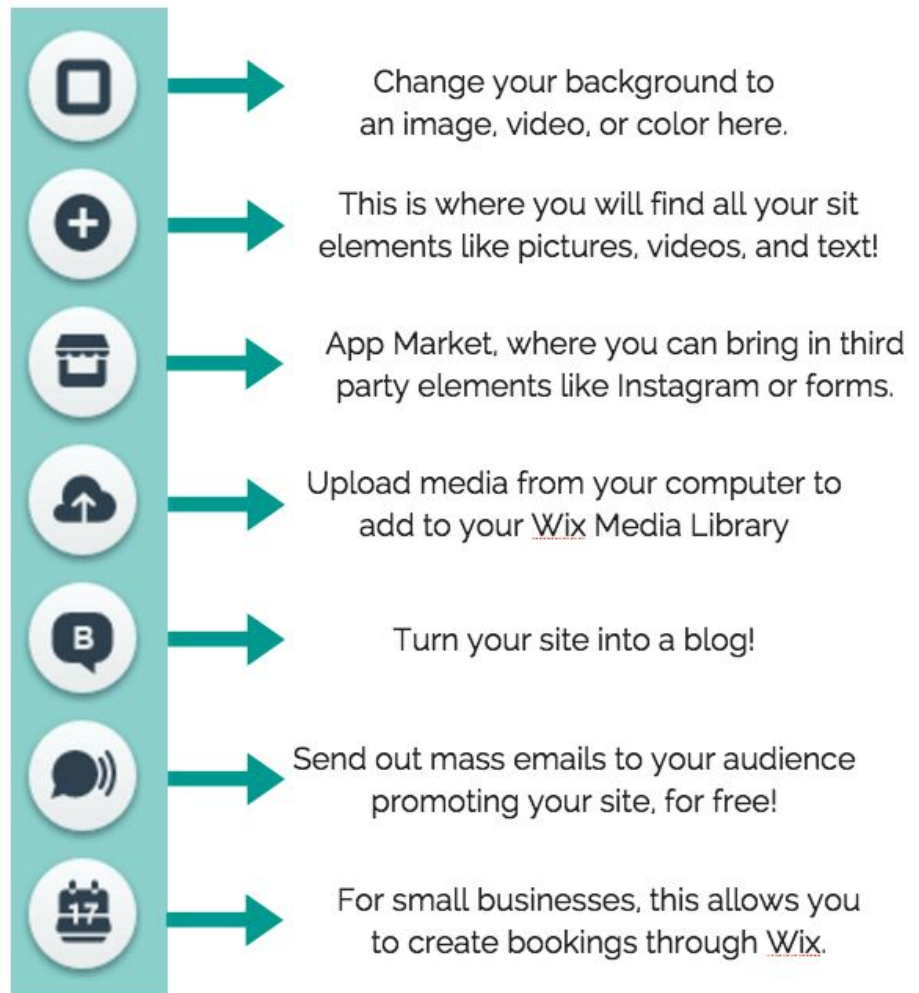 Change your background to
an image, video, or color here.
This is where you will find all your sit
elements like pictures, videos, and text!
App Market, where you can bring in third
party elements like Instagram or forms.
Upload media from your computer to
add to your Wix Media Library
B
Turn your site into a blog!
Send out mass emails to your audience
promoting your site, for free!
17
For small businesses, this allows you
to create bookings through Wix.